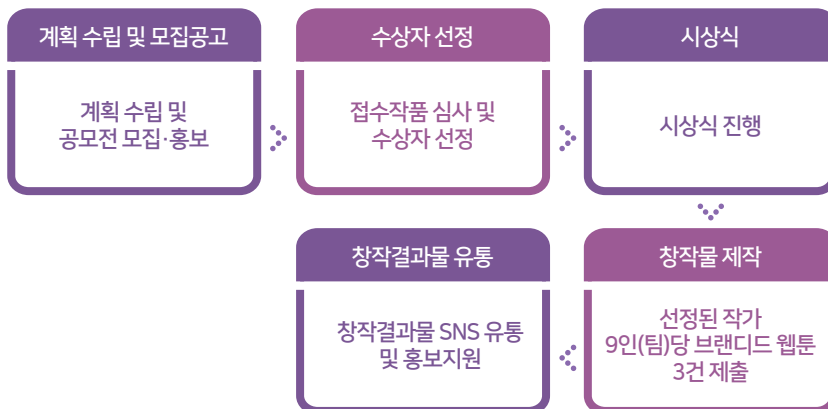 계획 수립 및 모집공고
계획 수립 및
공모전 모집·홍보
수상자 선정
접수작품 심사 및
수상자 선정
시상식
시상식 진행
창작물 제작
선정된 작가
9인(팀)당 브랜디드 웹툰
3건 제출
창작결과물 유통
창작결과물 SNS 유통
및 홍보지원